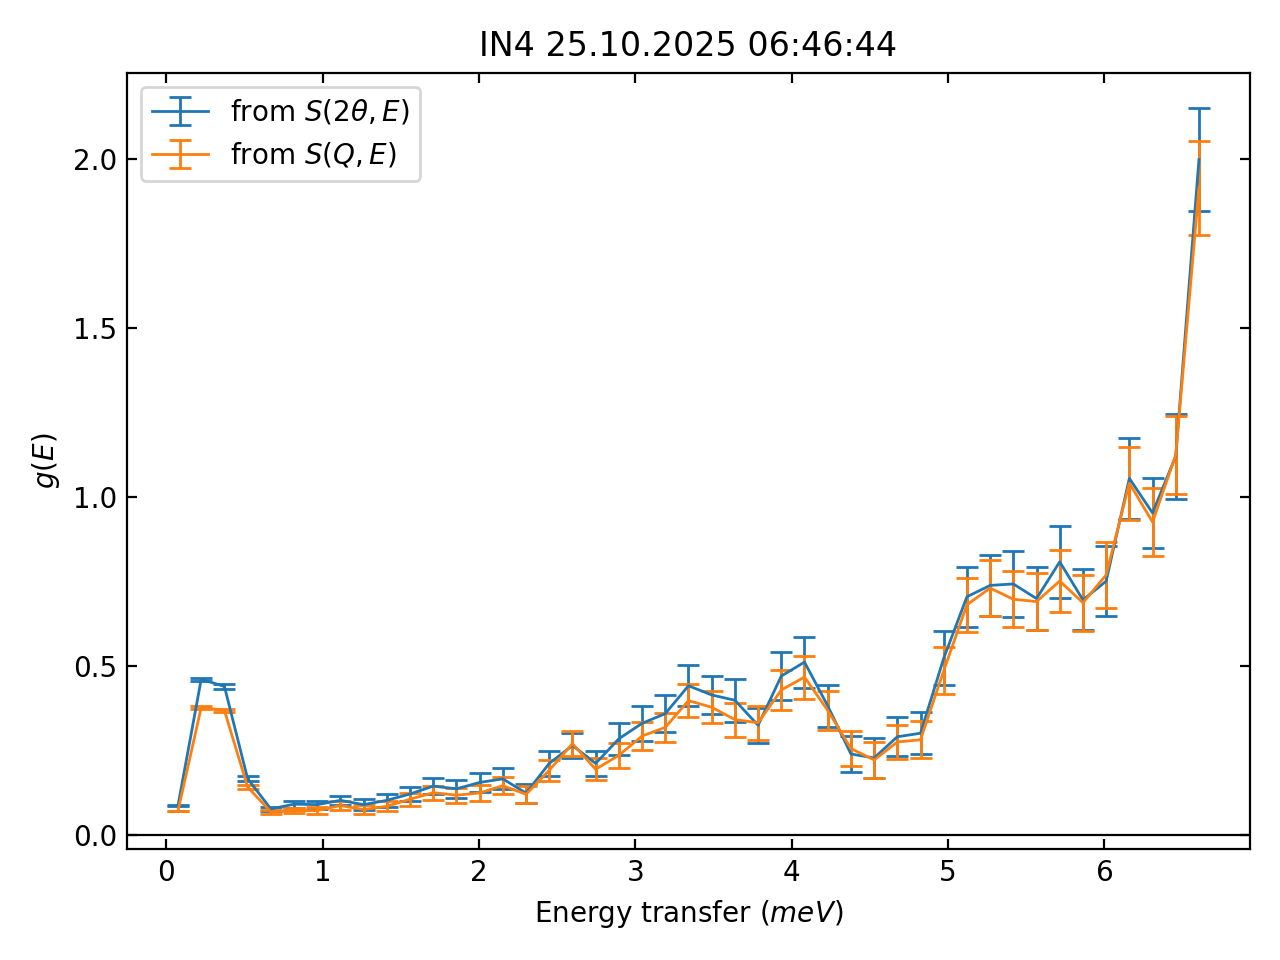 IN4 25.10.2025 06:46:44
from S(2θ, E)
from S(Q, E)
2.0
1.5
1.0
0.5
0.0
g(E)
0 1 2 3 4 5 6
Energy transfer (meV)